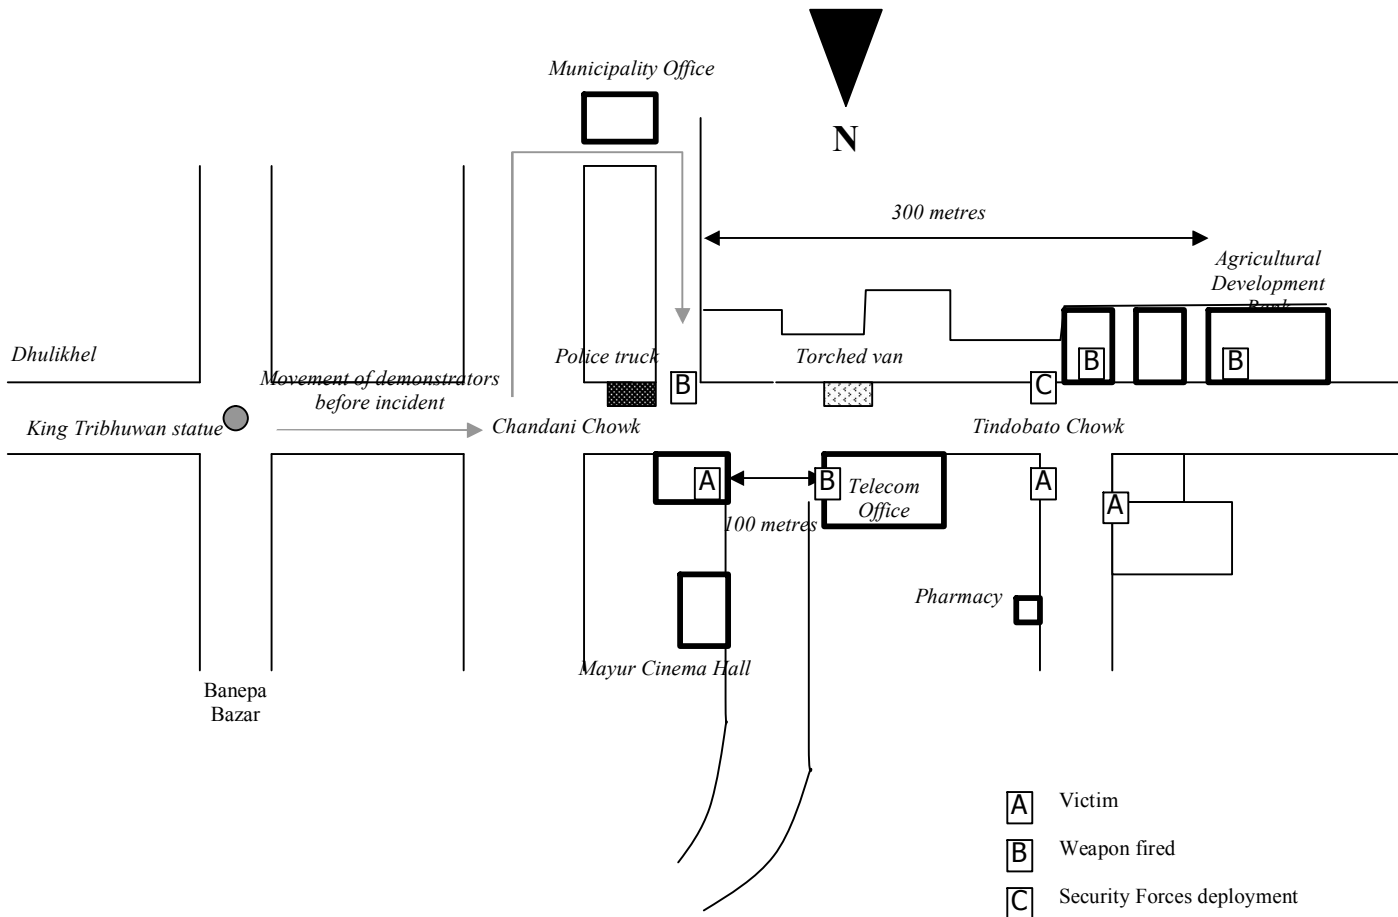 Municipality Office
N
300 metres
Agricultural
Development
Bank
Dhulikhel
Police truck
Torched van
B
B
B
C
Movement of demonstrators
before incident
King Tribhuwan statue
Chandani Chowk
Tindobato Chowk
A
B
Telecom
Office
A
A
100 metres
Pharmacy
Mayur Cinema Hall
Banepa
Bazar
A Victim
B Weapon fired
C Security Forces deployment